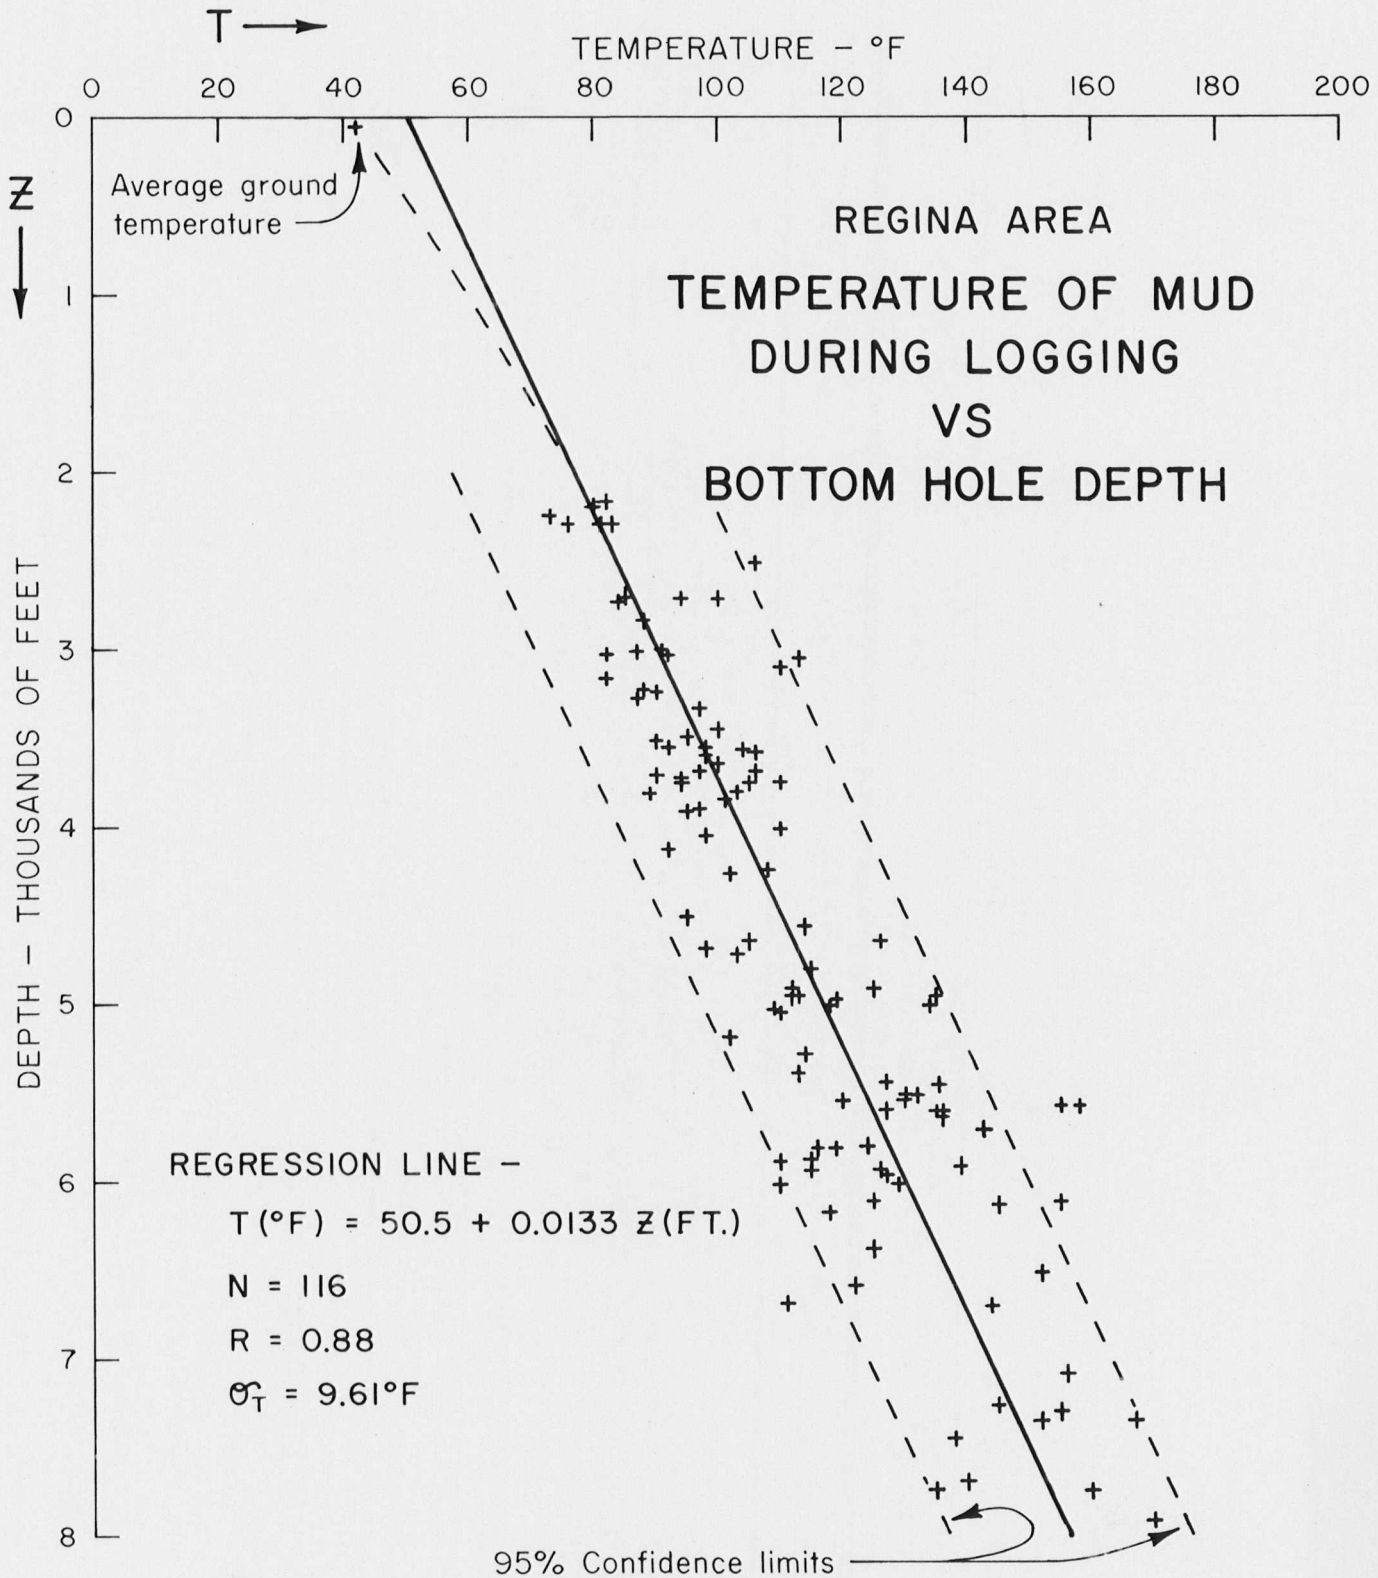 T
TEMPERATURE – °F
0 20 40 60 80 100 120 140 160 180 200
0
Z
Average ground
temperature
REGINA AREA
TEMPERATURE OF MUD
DURING LOGGING
VS
BOTTOM HOLE DEPTH
1
2
3
4
5
6
7
8
DEPTH – THOUSANDS OF FEET
REGRESSION LINE –
T (°F) = 50.5 + 0.0133 Z (FT.)
N = 116
R = 0.88
σT = 9.61°F
95% Confidence limits